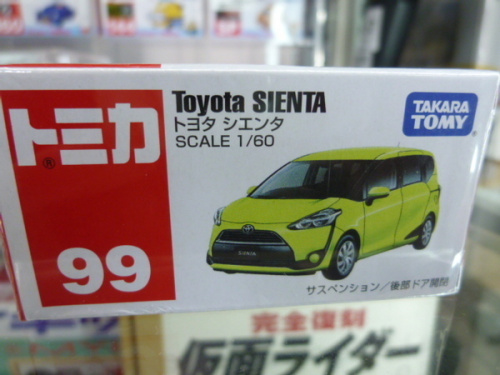 トミカ
®
99
Toyota SIENTA
トヨタ シエンタ
SCALE 1/60
TAKARA
TOMY
SIENTA
サスペンション/後部ドア開閉
完全復刻
仮面ライダー